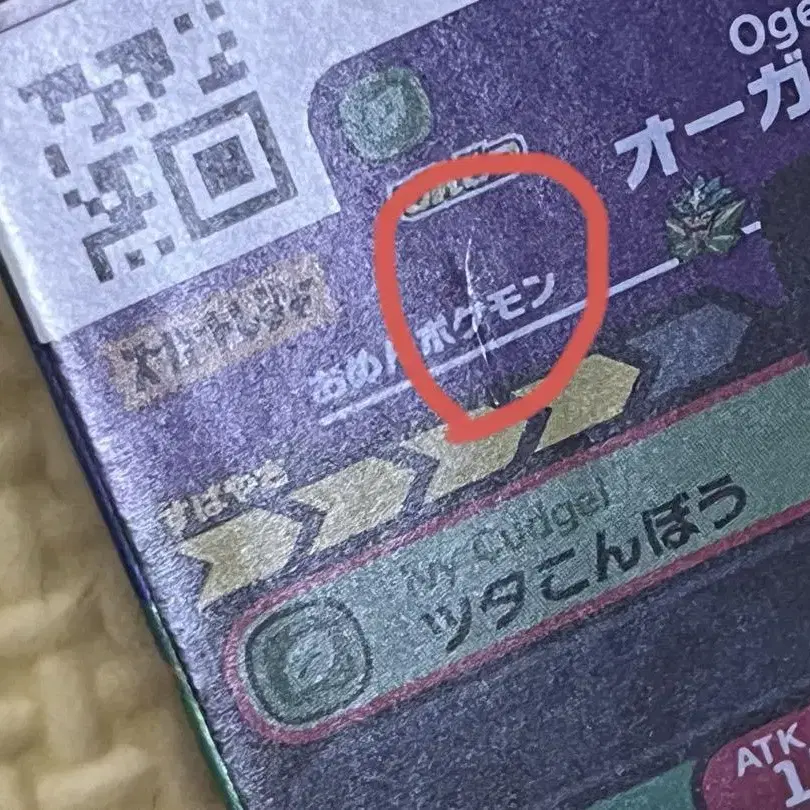 Oge
オーガ
おめんポケモン
すばやさ
Ivy Cudgel
ツタこんぼう
ATK
1